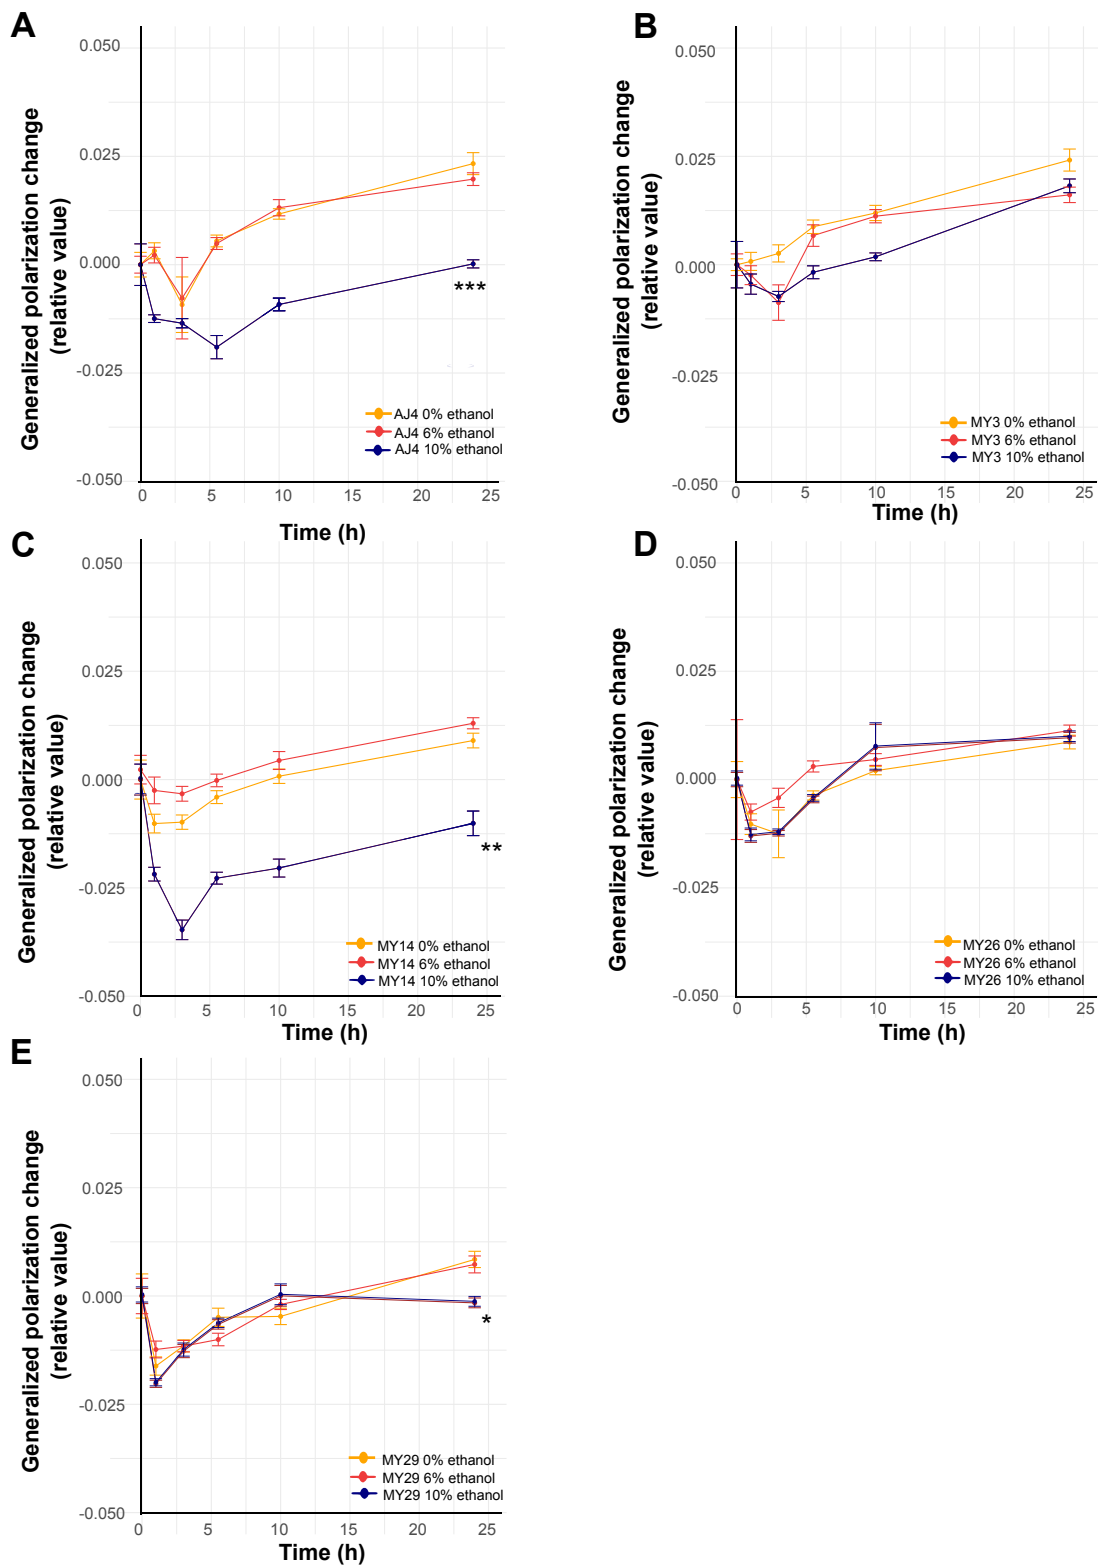 A
Generalized polarization change
(relative value)
0.050
0.025
0.000
-0.025
-0.050
***
AJ4 0% ethanol
AJ4 6% ethanol
AJ4 10% ethanol
0 5 10 15 20 25
Time (h)
B
Generalized polarization change
(relative value)
0.050
0.025
0.000
-0.025
-0.050
MY3 0% ethanol
MY3 6% ethanol
MY3 10% ethanol
0 5 10 15 20 25
Time (h)
C
Generalized polarization change
(relative value)
0.050
0.025
0.000
-0.025
-0.050
**
MY14 0% ethanol
MY14 6% ethanol
MY14 10% ethanol
0 5 10 15 20 25
Time (h)
D
Generalized polarization change
(relative value)
0.050
0.025
0.000
-0.025
-0.050
MY26 0% ethanol
MY26 6% ethanol
MY26 10% ethanol
0 5 10 15 20 25
Time (h)
E
Generalized polarization change
(relative value)
0.050
0.025
0.000
-0.025
-0.050
*
MY29 0% ethanol
MY29 6% ethanol
MY29 10% ethanol
0 5 10 15 20 25
Time (h)